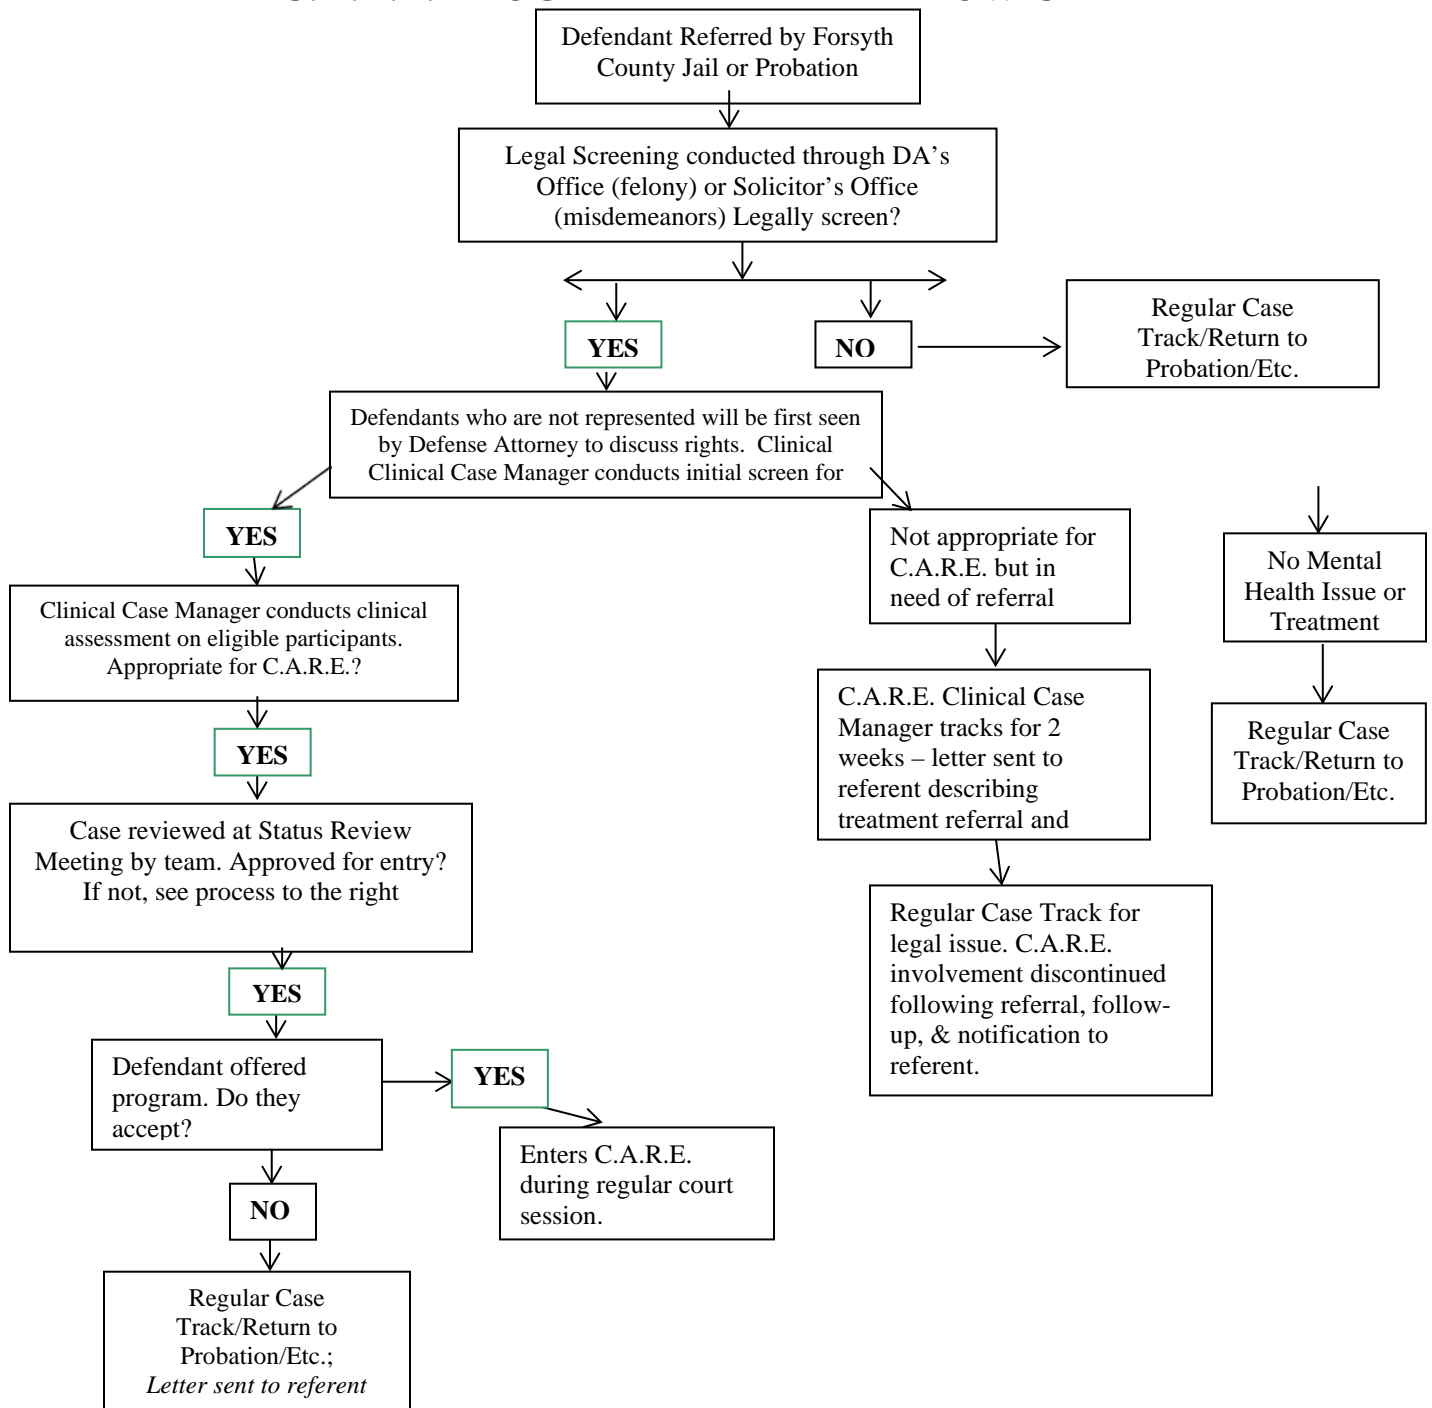 Defendant Referred by Forsyth
County Jail or Probation
Legal Screening conducted through DA's
Office (felony) or Solicitor's Office
(misdemeanors) Legally screen?
YES
NO
Regular Case
Track/Return to
Probation/Etc.
Defendants who are not represented will be first seen
by Defense Attorney to discuss rights.  Clinical
Clinical Case Manager conducts initial screen for
YES
Not appropriate for
C.A.R.E. but in
need of referral
No Mental
Health Issue or
Treatment
Clinical Case Manager conducts clinical
assessment on eligible participants.
Appropriate for C.A.R.E.?
C.A.R.E. Clinical Case
Manager tracks for 2
weeks – letter sent to
referent describing
treatment referral and
Regular Case
Track/Return to
Probation/Etc.
YES
Case reviewed at Status Review
Meeting by team. Approved for entry?
If not, see process to the right
Regular Case Track for
legal issue. C.A.R.E.
involvement discontinued
following referral, follow-
up, & notification to
referent.
YES
Defendant offered
program. Do they
accept?
YES
Enters C.A.R.E.
during regular court
session.
NO
Regular Case
Track/Return to
Probation/Etc.;
Letter sent to referent